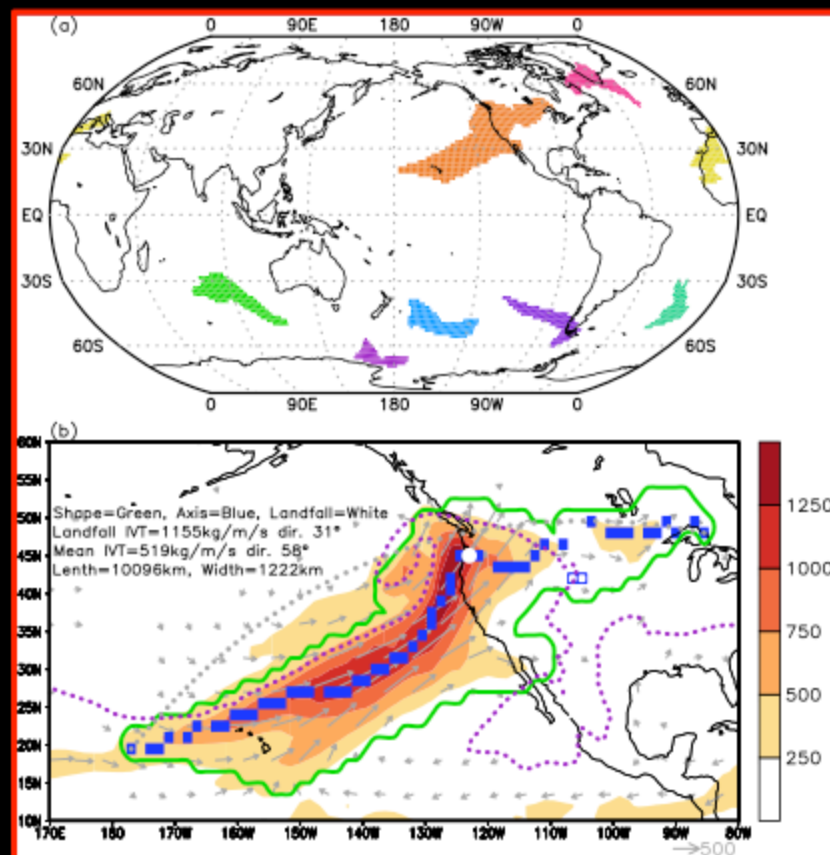 (a)
0 90E 180 90W 0
60N 60N
30N 30N
EQ EQ
30S 30S
60S 60S
0 90E 180 90W 0
(b)
60N
55N
50N
45N
40N
35N
30N
25N
20N
15N
10N
Shape=Green, Axis=Blue, Landfall=White
Landfall IVT=1155kg/m/s dir. 31°
Mean IVT=519kg/m/s dir. 58°
Lenth=10096km, Width=1222km
1250
1000
750
500
250
170E 180 170W 160W 150W 140W 130W 120W 110W 100W 90W 80W
500